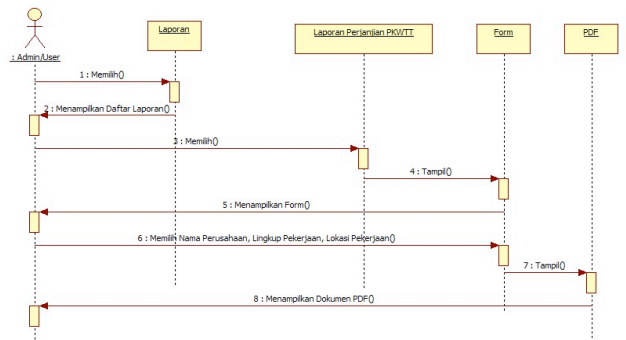 Laporan
Laporan Perjanjian PKWTT
Form
PDF
: Admin/User
1 : Memilih()
2 : Menampilkan Daftar Laporan()
3 : Memilih()
4 : Tampil()
5 : Menampilkan Form()
6 : Memilih Nama Perusahaan, Lingkup Pekerjaan, Lokasi Pekerjaan()
7 : Tampil()
8 : Menampilkan Dokumen PDF()